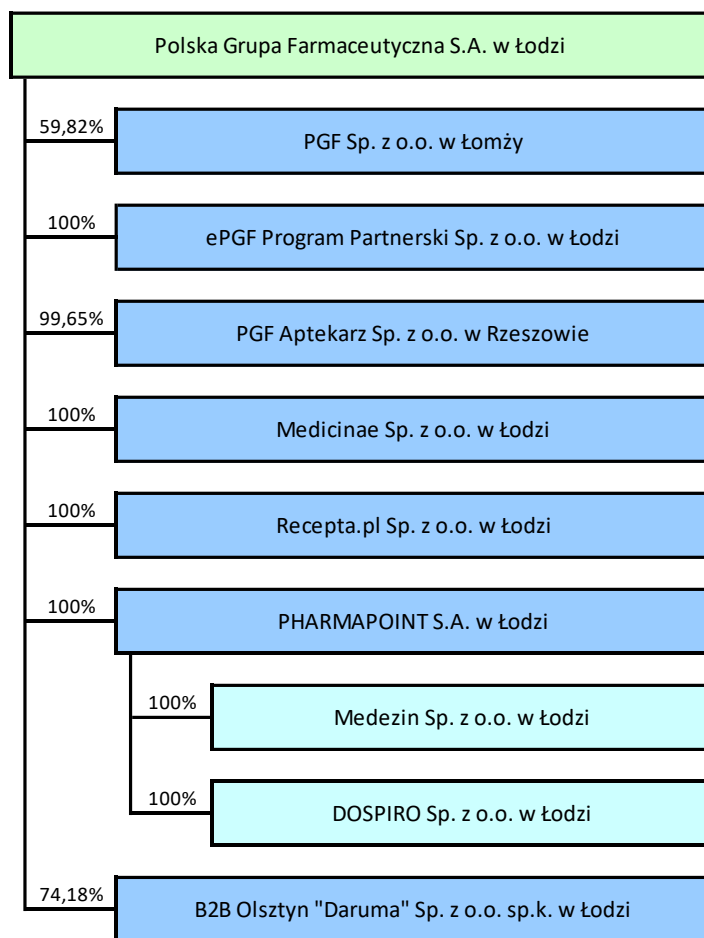 Polska Grupa Farmaceutyczna S.A. w Łodzi
59,82%
PGF Sp. z o.o. w Łomży
100%
ePGF Program Partnerski Sp. z o.o. w Łodzi
99,65%
PGF Aptekarz Sp. z o.o. w Rzeszowie
100%
Medicinae Sp. z o.o. w Łodzi
100%
Recepta.pl Sp. z o.o. w Łodzi
100%
PHARMAPOINT S.A. w Łodzi
100%
Medezin Sp. z o.o. w Łodzi
100%
DOSPIRO Sp. z o.o. w Łodzi
74,18%
B2B Olsztyn "Daruma" Sp. z o.o. sp.k. w Łodzi